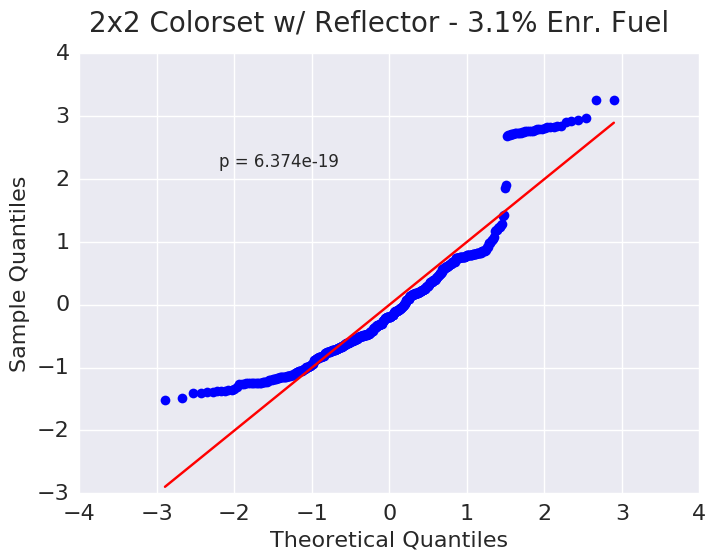 2x2 Colorset w/ Reflector - 3.1% Enr. Fuel
4
3
2
1
0
−1
−2
−3
Sample Quantiles
p = 6.374e-19
−4 −3 −2 −1 0 1 2 3 4
Theoretical Quantiles